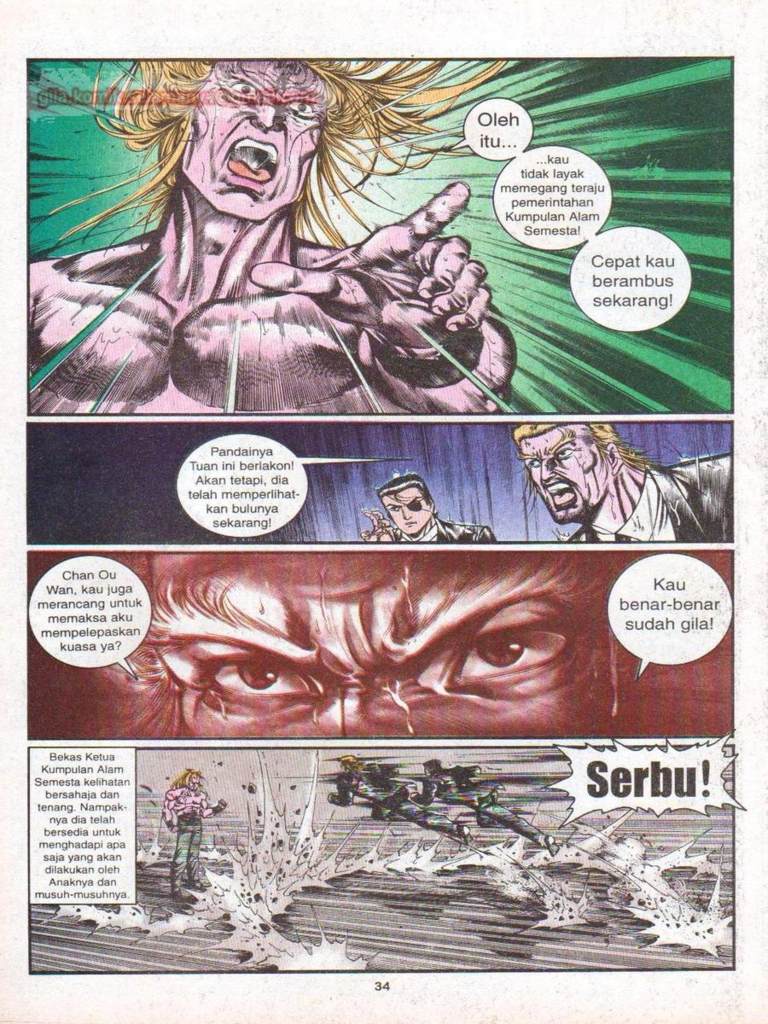 Oleh
itu...
...kau
tidak layak
memegang teraju
pemerintahan
Kumpulan Alam
Semesta!
Cepat kau
berambus
sekarang!
Pandainya
Tuan ini berlakon!
Akan tetapi, dia
telah memperlihat-
kan bulunya
sekarang!
Chan Ou
Wan, kau juga
merancang untuk
memaksa aku
mempelepaskan
kuasa ya?
Kau
benar-benar
sudah gila!
Bekas Ketua
Kumpulan Alam
Semesta kelihatan
bersahaja dan
tenang. Nampak-
nya dia telah
bersedia untuk
menghadapi apa
saja yang akan
dilakukan oleh
Anaknya dan
musuh-musuhnya.
Serbu!
34